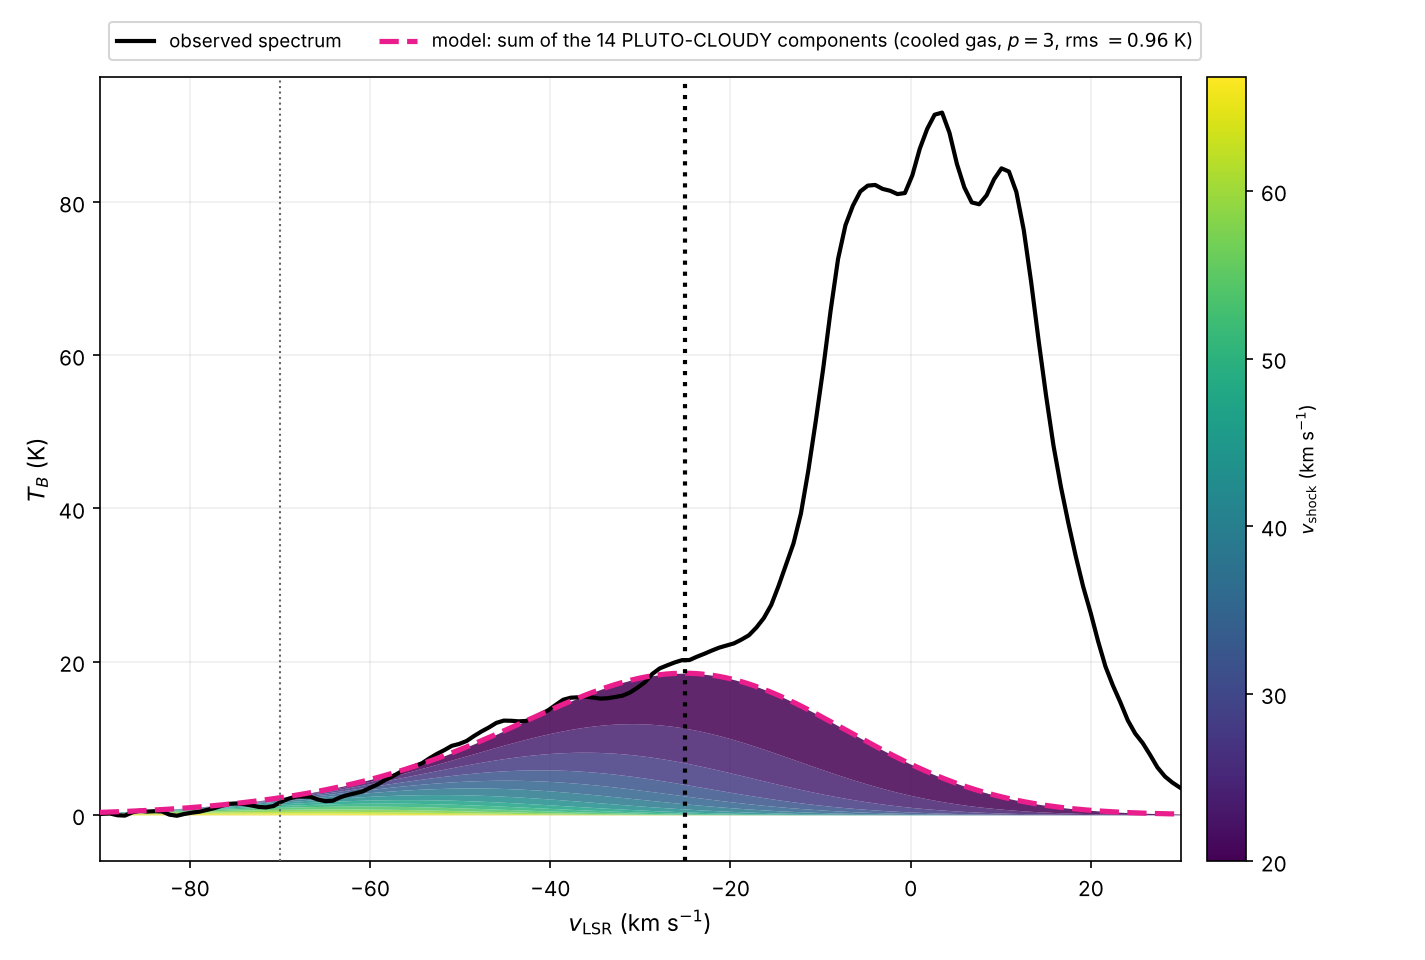 observed spectrum
model: sum of the 14 PLUTO-CLOUDY components (cooled gas, p = 3, rms = 0.96 K)
80
60
40
20
0
T_B (K)
−80 −60 −40 −20 0 20
v_LSR (km s⁻¹)
60
50
40
30
20
v_shock (km s⁻¹)